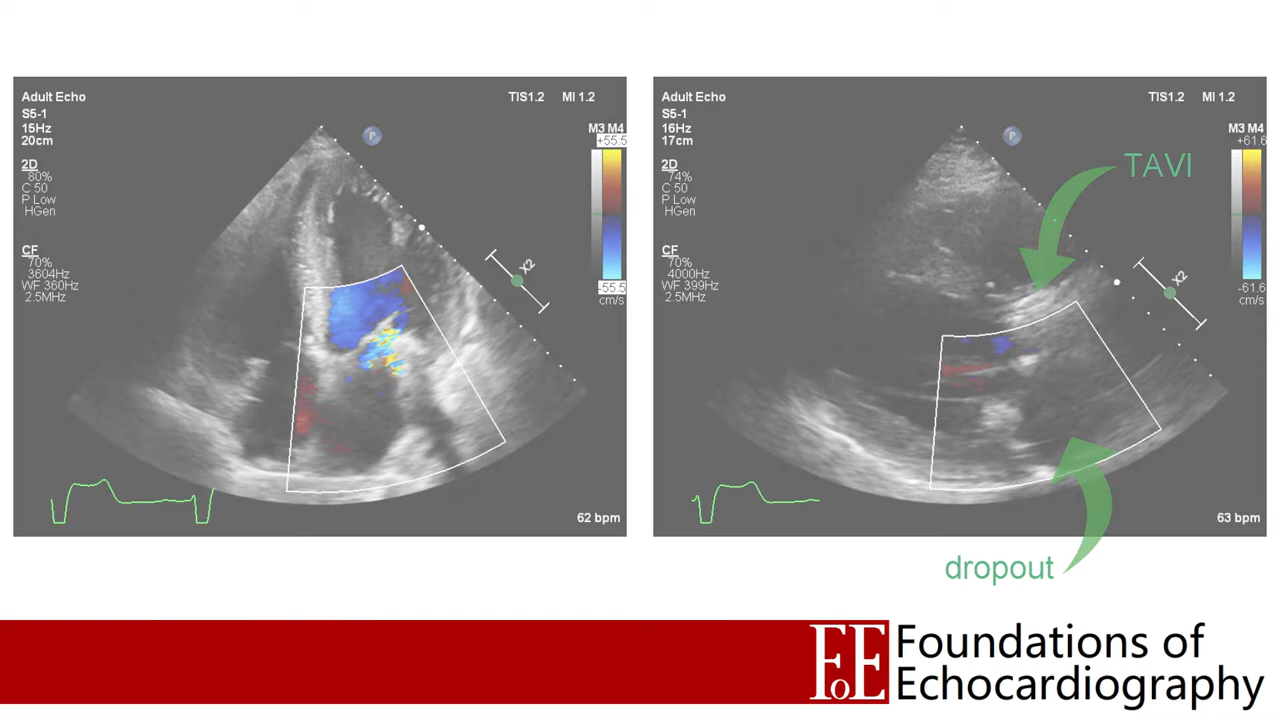 Adult Echo
TIS1.2 MI 1.2
S5-1
15Hz
20cm
M3 M4
+55.5
2D
80%
C 50
P Low
HGen
P
CF
70%
3604Hz
WF 360Hz
2.5MHz
X2
-55.5
cm/s
62 bpm
Adult Echo
TIS1.2 MI 1.2
S5-1
16Hz
17cm
M3 M4
+61.6
2D
74%
C 50
P Low
HGen
P
TAVI
CF
70%
4000Hz
WF 399Hz
2.5MHz
X2
-61.6
cm/s
63 bpm
dropout
FoE
Foundations of
Echocardiography